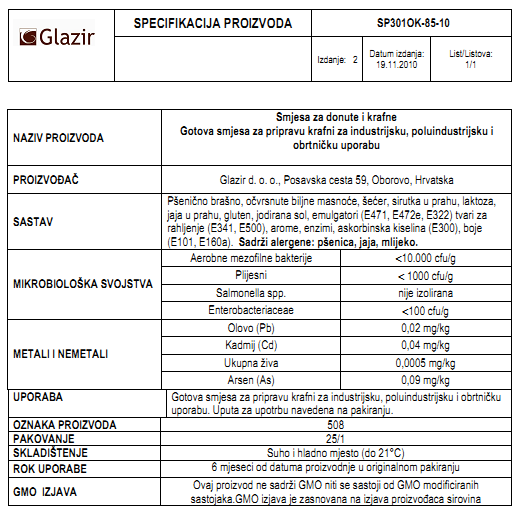 Glazir
SPECIFIKACIJA PROIZVODA
SP301OK-85-10
Izdanje: 2
Datum izdanja:
19.11.2010
List/Listova:
1/1
NAZIV PROIZVODA
Smjesa za donute i krafne
Gotova smjesa za pripravu krafni za industrijsku, poluindustrijsku i
obrtničku uporabu
PROIZVOĐAČ
Glazir d. o. o., Posavska cesta 59, Oborovo, Hrvatska
SASTAV
Pšenično brašno, očvrsnute biljne masnoće, šećer, sirutka u prahu, laktoza,
jaja u prahu, gluten, jodirana sol, emulgatori (E471, E472e, E322) tvari za
rahljenje (E341, E500), arome, enzimi, askorbinska kiselina (E300), boje
(E101, E160a). Sadrži alergene: pšenica, jaja, mlijeko.
MIKROBIOLOŠKA SVOJSTVA
Aerobne mezofilne bakterije
<10.000 cfu/g
Plijesni
< 1000 cfu/g
Salmonella spp.
nije izolirana
Enterobacteriaceae
<100 cfu/g
METALI I NEMETALI
Olovo (Pb)
0,02 mg/kg
Kadmij (Cd)
0,04 mg/kg
Ukupna živa
0,0005 mg/kg
Arsen (As)
0,09 mg/kg
UPORABA
Gotova smjesa za pripravu krafni za industrijsku, poluindustrijsku i obrtničku
uporabu. Uputa za upotrbu navedena na pakiranju.
OZNAKA PROIZVODA
508
PAKOVANJE
25/1
SKLADIŠTENJE
Suho i hladno mjesto (do 21°C)
ROK UPORABE
6 mjeseci od datuma proizvodnje u originalnom pakiranju
GMO IZJAVA
Ovaj proizvod ne sadrži GMO niti se sastoji od GMO modificiranih
sastojaka.GMO izjava je zasnovana na izjava proizvođaca sirovina